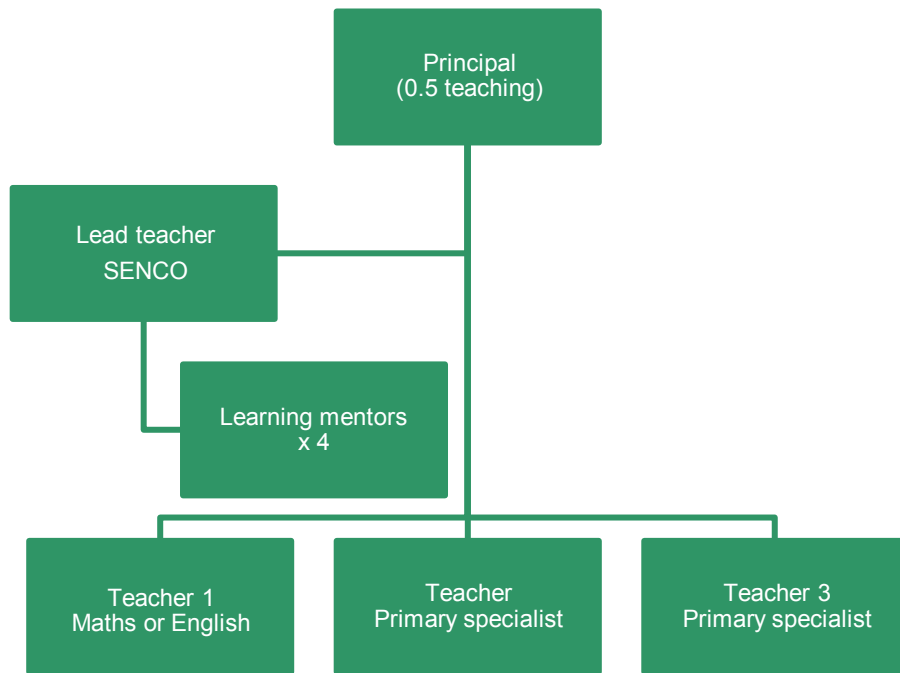 Principal
(0.5 teaching)
Lead teacher
SENCO
Learning mentors
x 4
Teacher 1
Maths or English
Teacher
Primary specialist
Teacher 3
Primary specialist